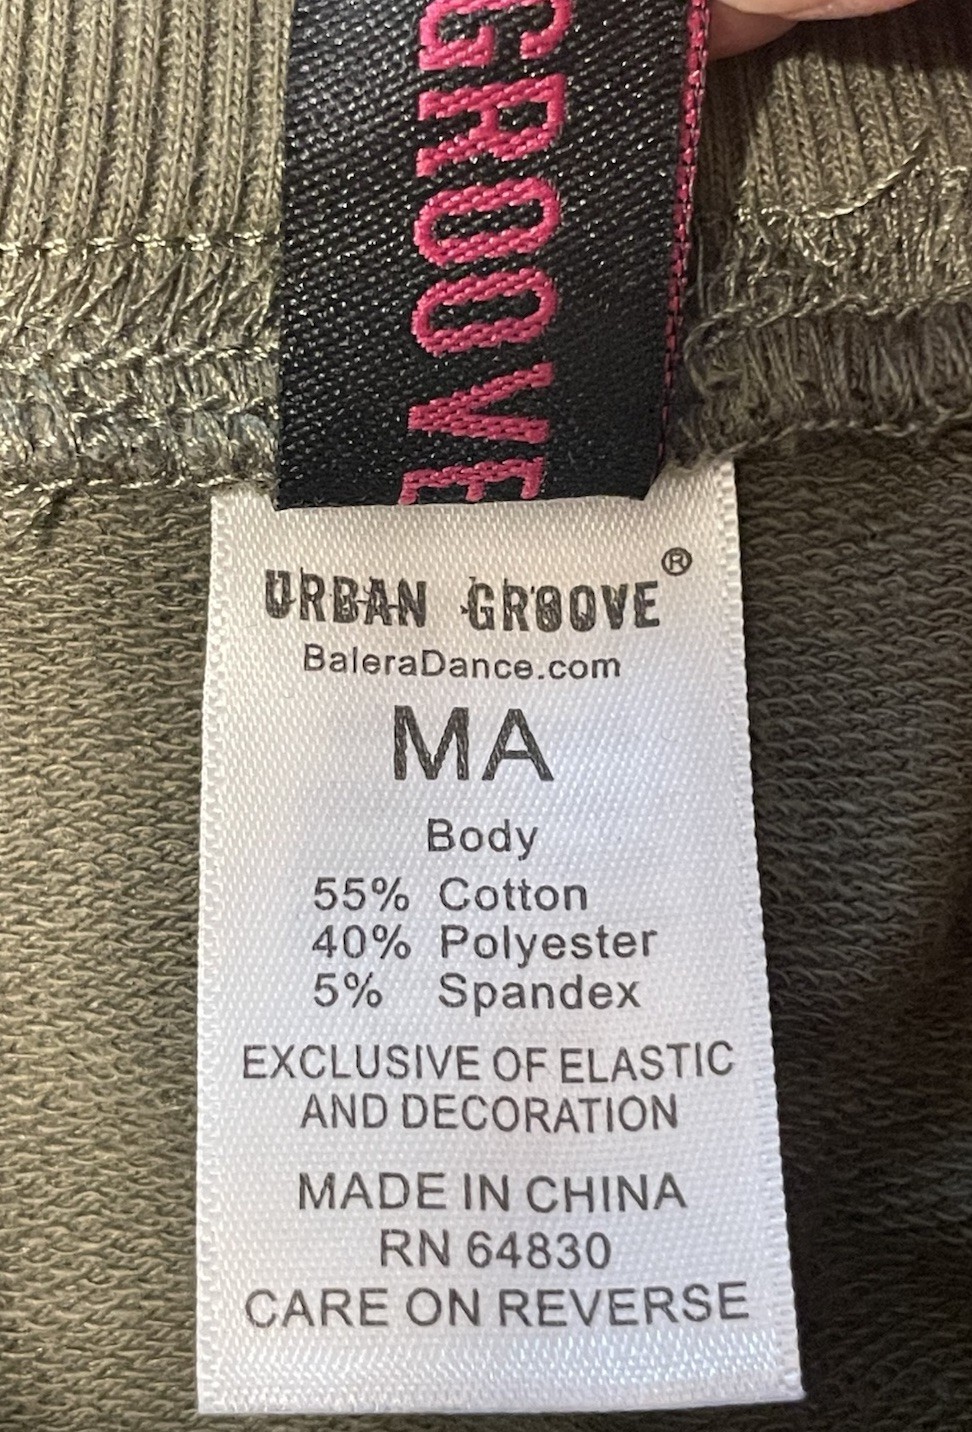 GROOVE
URBAN GROOVE®
BaleraDance.com
MA
Body
55% Cotton
40% Polyester
5% Spandex
EXCLUSIVE OF ELASTIC
AND DECORATION
MADE IN CHINA
RN 64830
CARE ON REVERSE